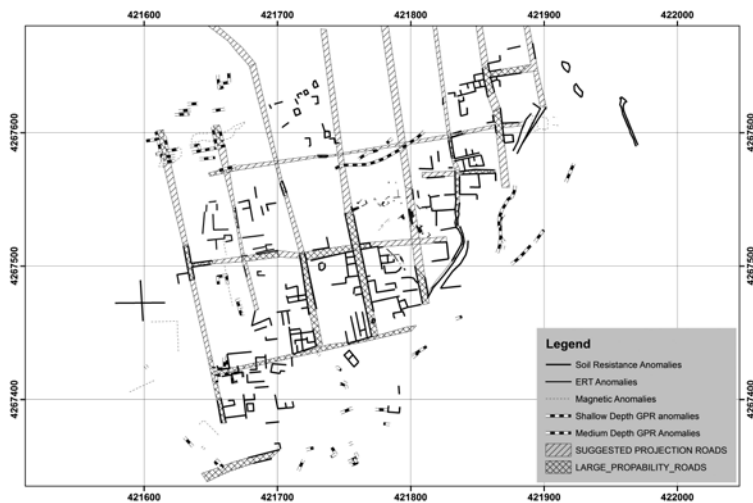 421600 421700 421800 421900 422000
4267600 4267600
4267500 4267500
4267400 4267400
Legend
Soil Resistance Anomalies
ERT Anomalies
Magnetic Anomalies
Shallow Depth GPR anomalies
Medium Depth GPR Anomalies
SUGGESTED PROJECTION ROADS
LARGE_PROPABILITY_ROADS
421600 421700 421800 421900 422000